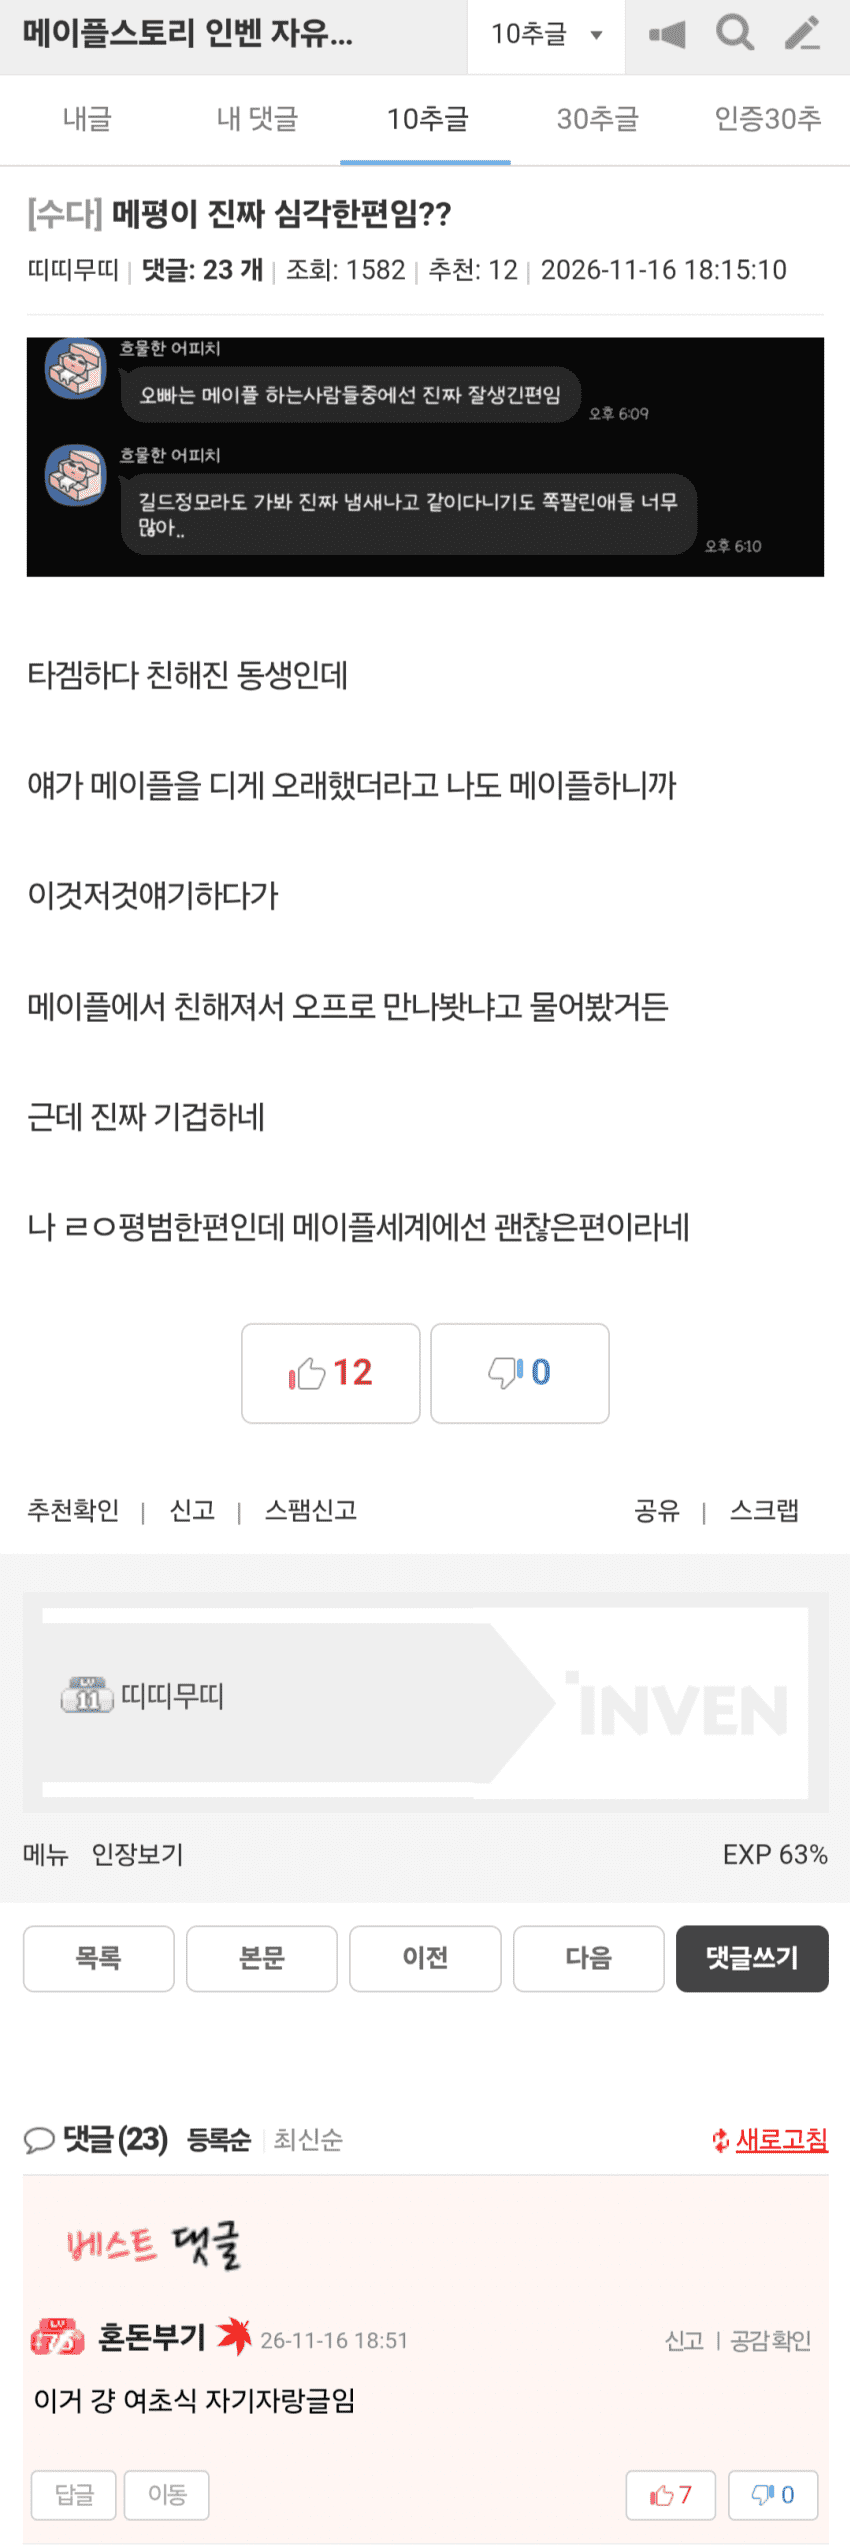 메이플스토리 인벤 자유...
10추글
내글 내 댓글 10추글 30추글 인증30추
[수다] 메평이 진짜 심각한편임??
띠띠무띠 | 댓글: 23 개 | 조회: 1582 | 추천: 12 | 2026-11-16 18:15:10
흐물한 어피치
오빠는 메이플 하는사람들중에선 진짜 잘생긴편임
오후 6:09
흐물한 어피치
길드정모라도 가봐 진짜 냄새나고 같이다니기도 쪽팔린애들 너무
많아..
오후 6:10
타겜하다 친해진 동생인데
얘가 메이플을 디게 오래했더라고 나도 메이플하니까
이것저것얘기하다가
메이플에서 친해져서 오프로 만나봣냐고 물어봤거든
근데 진짜 기겁하네
나 ㄹㅇ평범한편인데 메이플세계에선 괜찮은편이라네
12 0
추천확인 | 신고 | 스팸신고 공유 | 스크랩
LV 11 띠띠무띠
INVEN
메뉴 인장보기 EXP 63%
목록 본문 이전 다음 댓글쓰기
댓글 (23) 등록순 | 최신순 새로고침
베스트 댓글
LV 75 혼돈부기 26-11-16 18:51 신고 | 공감확인
이거 걍 여초식 자기자랑글임
답글 이동 7 0